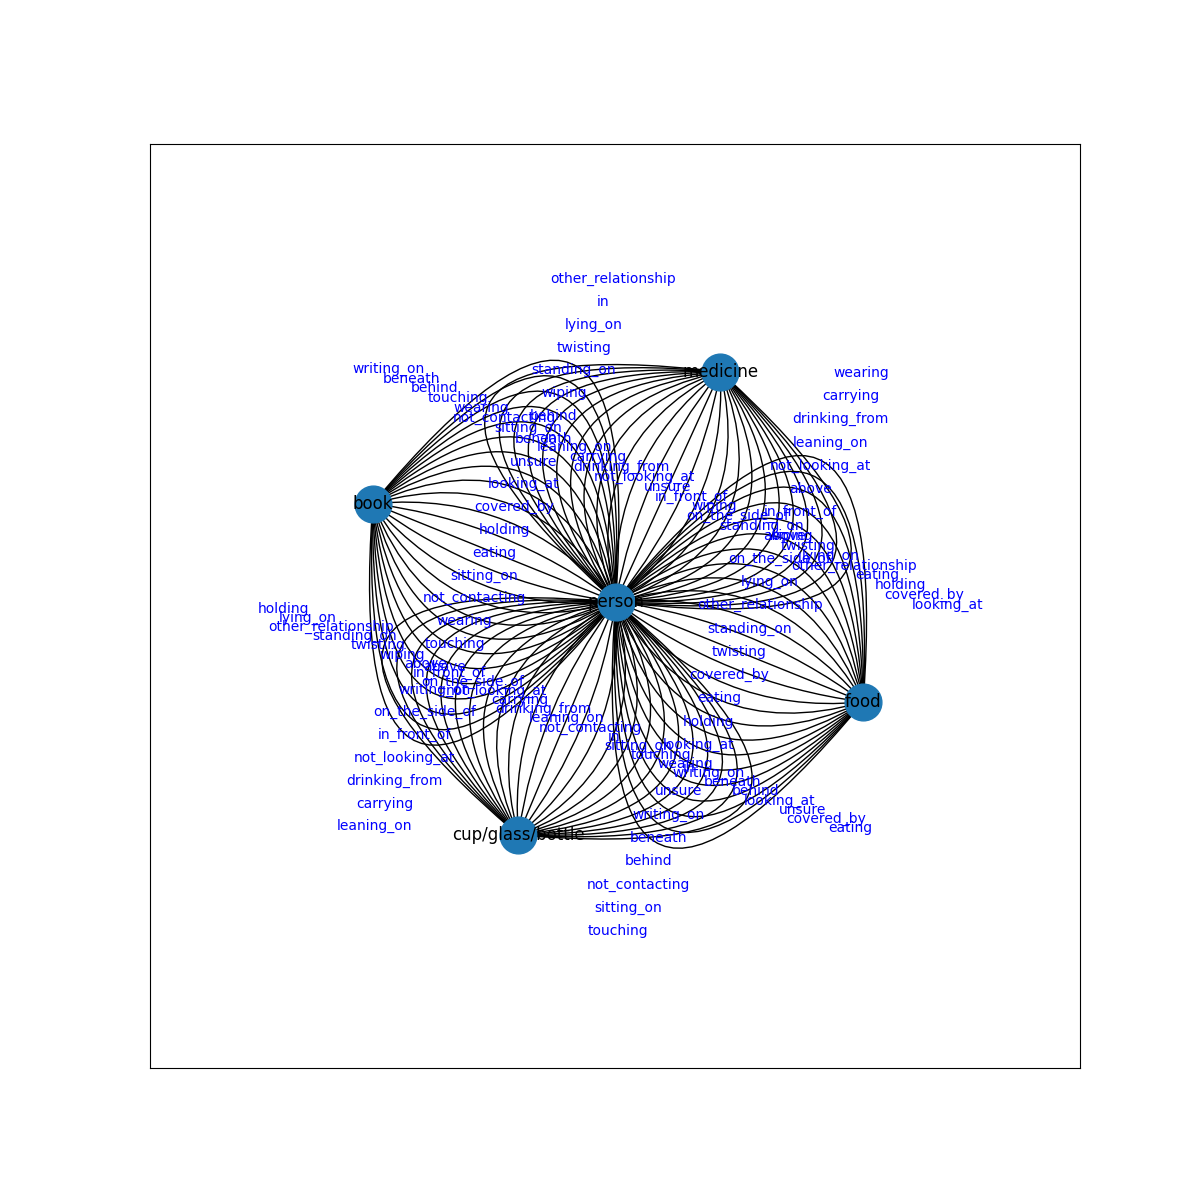 other_relationship
in
lying_on
twisting
standing_on
writing_on
medicine
wearing
beneath
behind
wiping
carrying
touching
wearing
behind
not_contacting
drinking_from
sitting_on
beneath
leaning_on
leaning_on
carrying
unsure
drinking_from
not_looking_at
not_looking_at
looking_at
unsure
above
in_front_of
book
covered_by
wiping
in_front_of
on_the_side_of
holding
standing_on
twisting
eating
on_the_side_of
lying_on
other_relationship
sitting_on
lying_on
eating
holding
not_contacting
person
covered_by
holding
other_relationship
looking_at
lying_on
wearing
other_relationship
standing_on
standing_on
touching
twisting
twisting
wiping
above
above
in_front_of
covered_by
on_the_side_of
writing_on
not_looking_at
eating
carrying
food
on_the_side_of
drinking_from
leaning_on
holding
in_front_of
not_contacting
in
sitting_on
looking_at
not_looking_at
touching
wearing
in
writing_on
drinking_from
beneath
unsure
behind
carrying
looking_at
unsure
writing_on
covered_by
leaning_on
eating
cup/glass/bottle
beneath
behind
not_contacting
sitting_on
touching